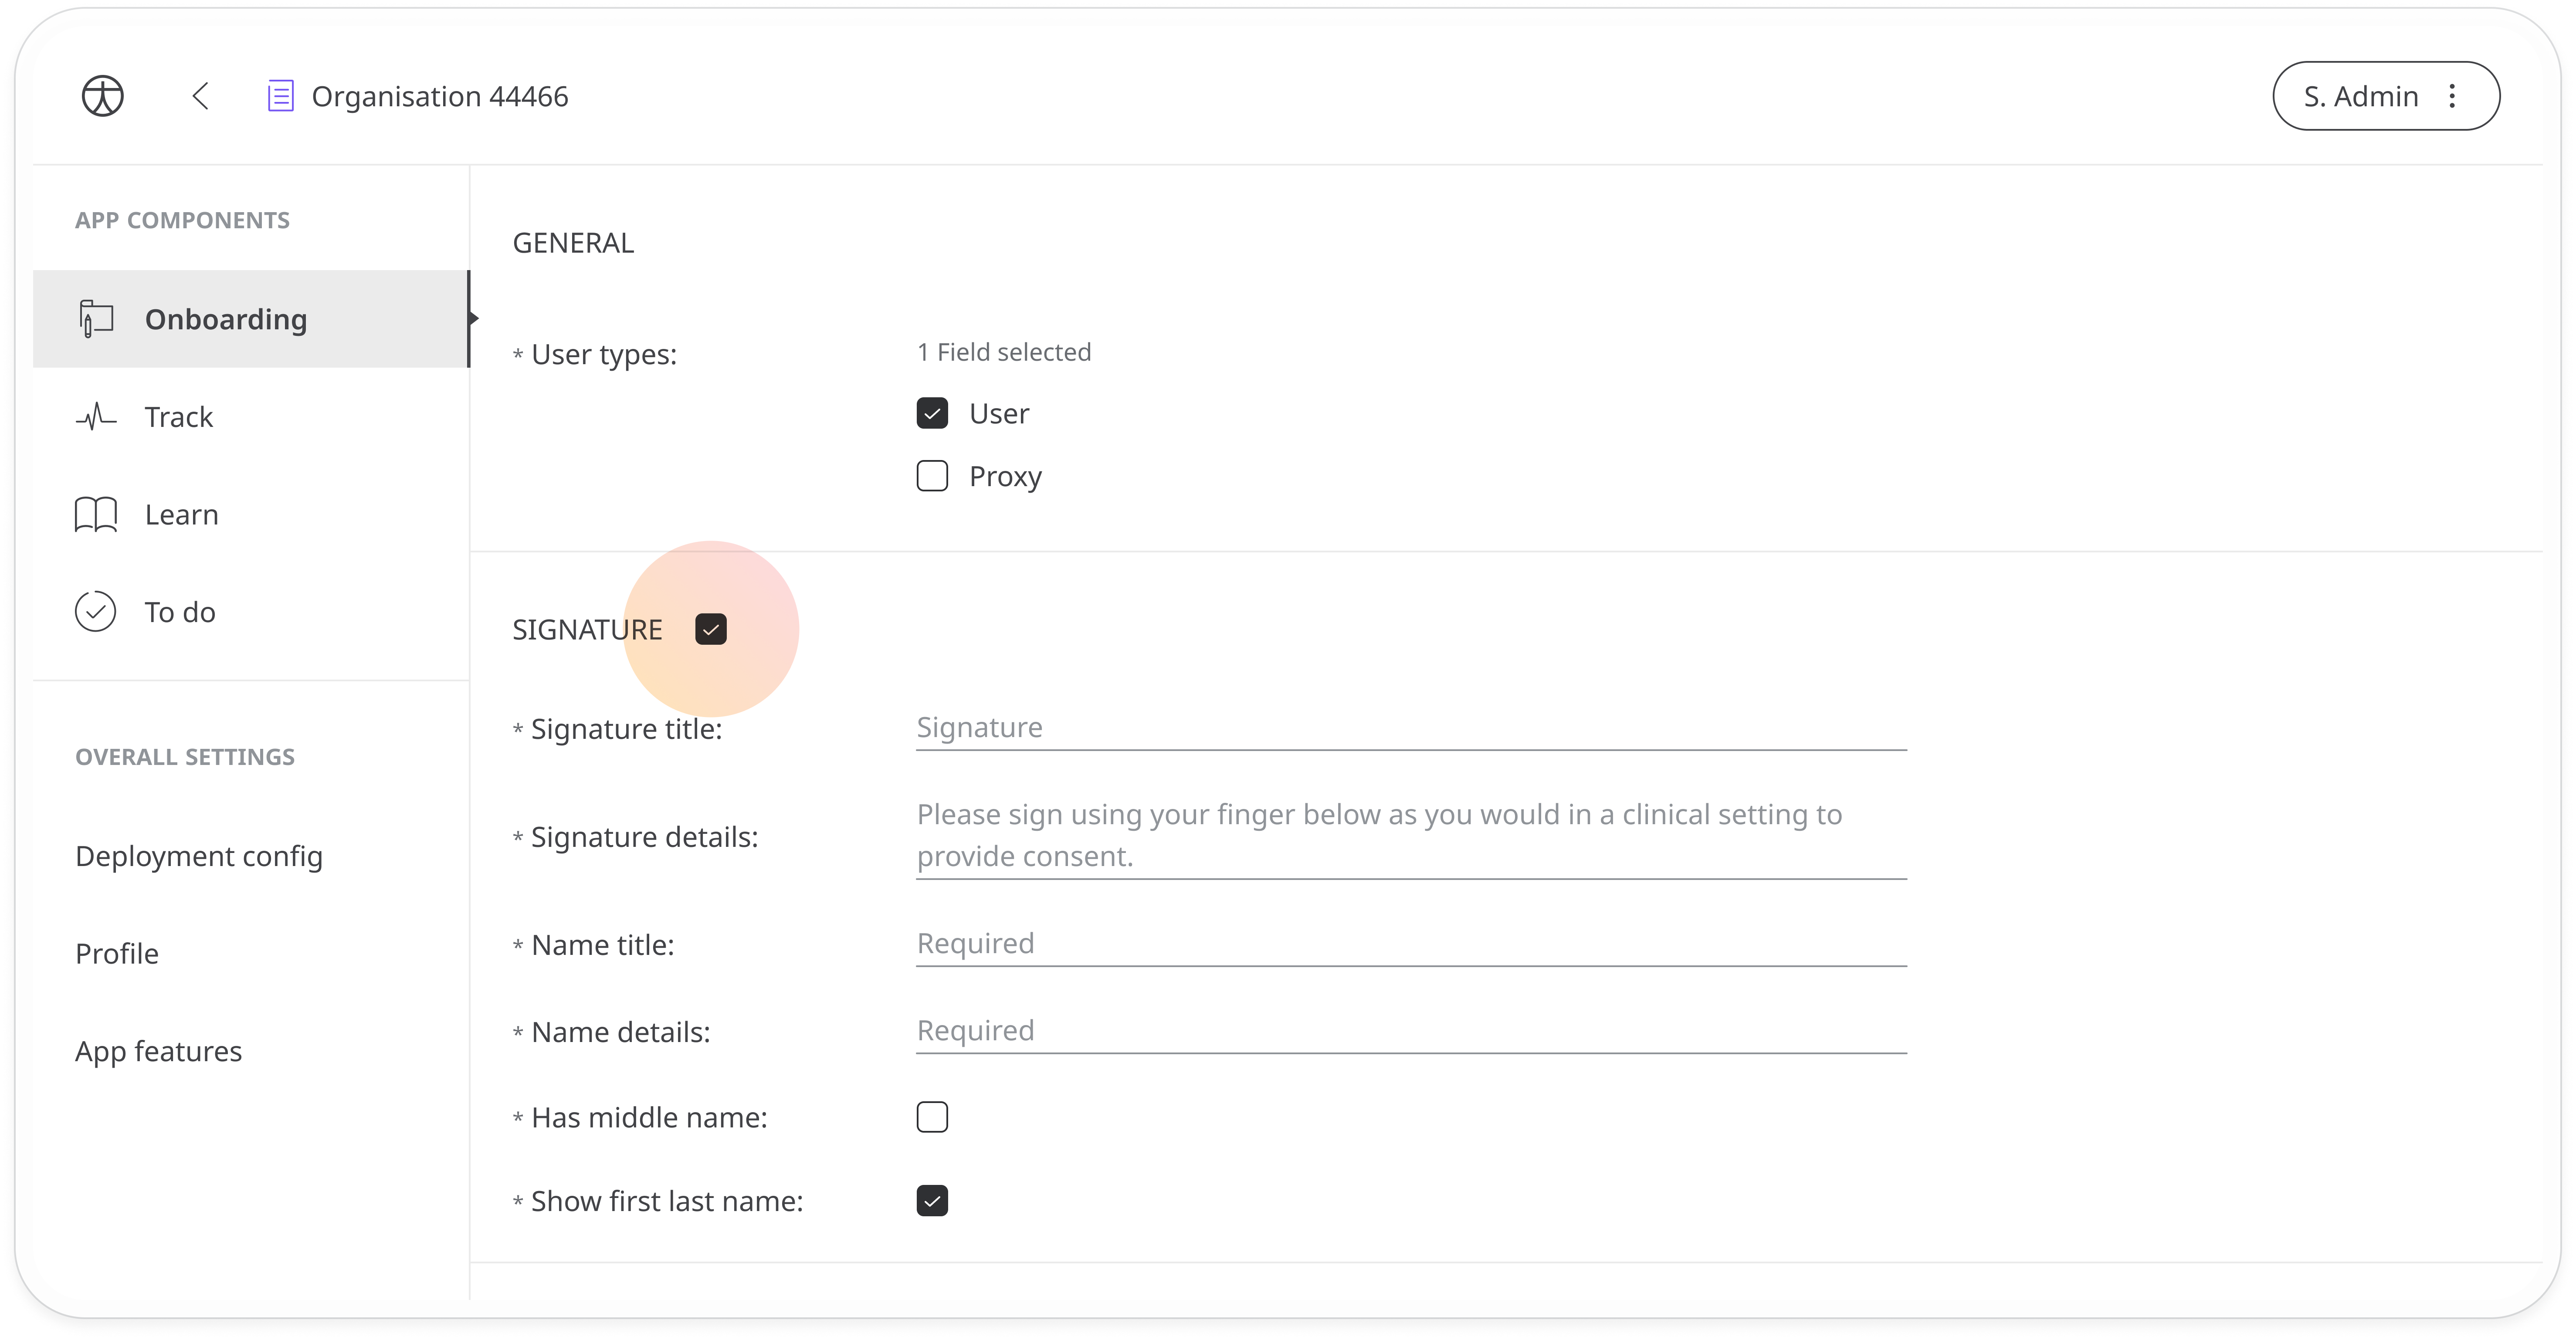 Organisation 44466
S. Admin
APP COMPONENTS
Onboarding
Track
Learn
To do
OVERALL SETTINGS
Deployment config
Profile
App features
GENERAL
* User types:
1 Field selected
User
Proxy
SIGNATURE
* Signature title:
Signature
* Signature details:
Please sign using your finger below as you would in a clinical setting to
provide consent.
* Name title:
Required
* Name details:
Required
* Has middle name:
* Show first last name: